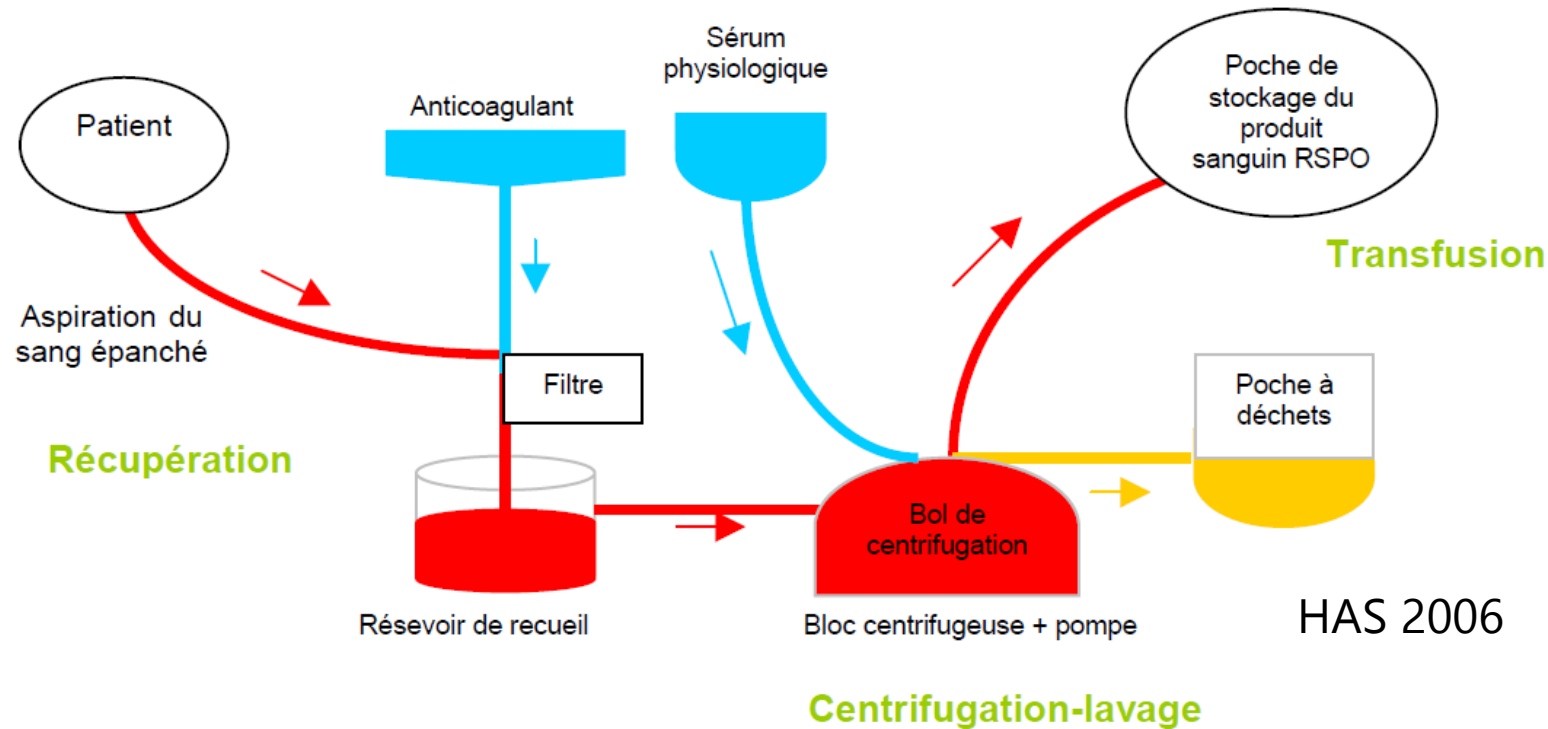 Patient
Anticoagulant
Sérum
physiologique
Poche de
stockage du
produit
sanguin RSPO
Transfusion
Aspiration du
sang épanché
Filtre
Poche à
déchets
Récupération
Bol de
centrifugation
Résevoir de recueil
Bloc centrifugeuse + pompe
HAS 2006
Centrifugation-lavage